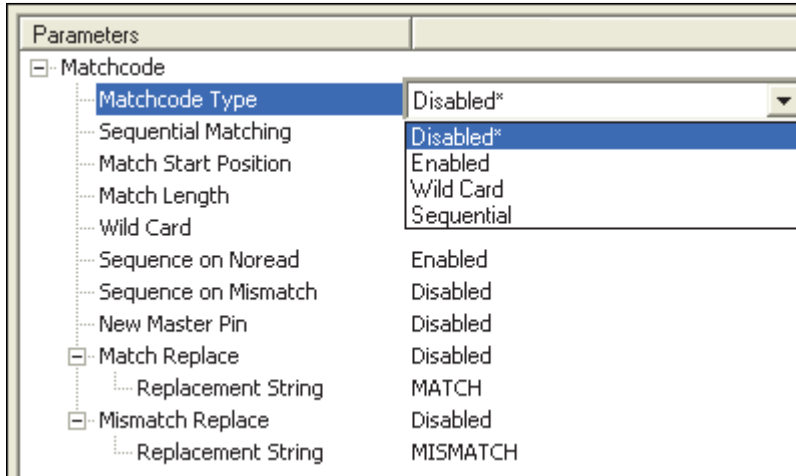 Parameters
Matchcode
Matchcode Type Disabled*
Sequential Matching Disabled*
Match Start Position Enabled
Match Length Wild Card
Wild Card Sequential
Sequence on Noread Enabled
Sequence on Mismatch Disabled
New Master Pin Disabled
Match Replace Disabled
Replacement String MATCH
Mismatch Replace Disabled
Replacement String MISMATCH